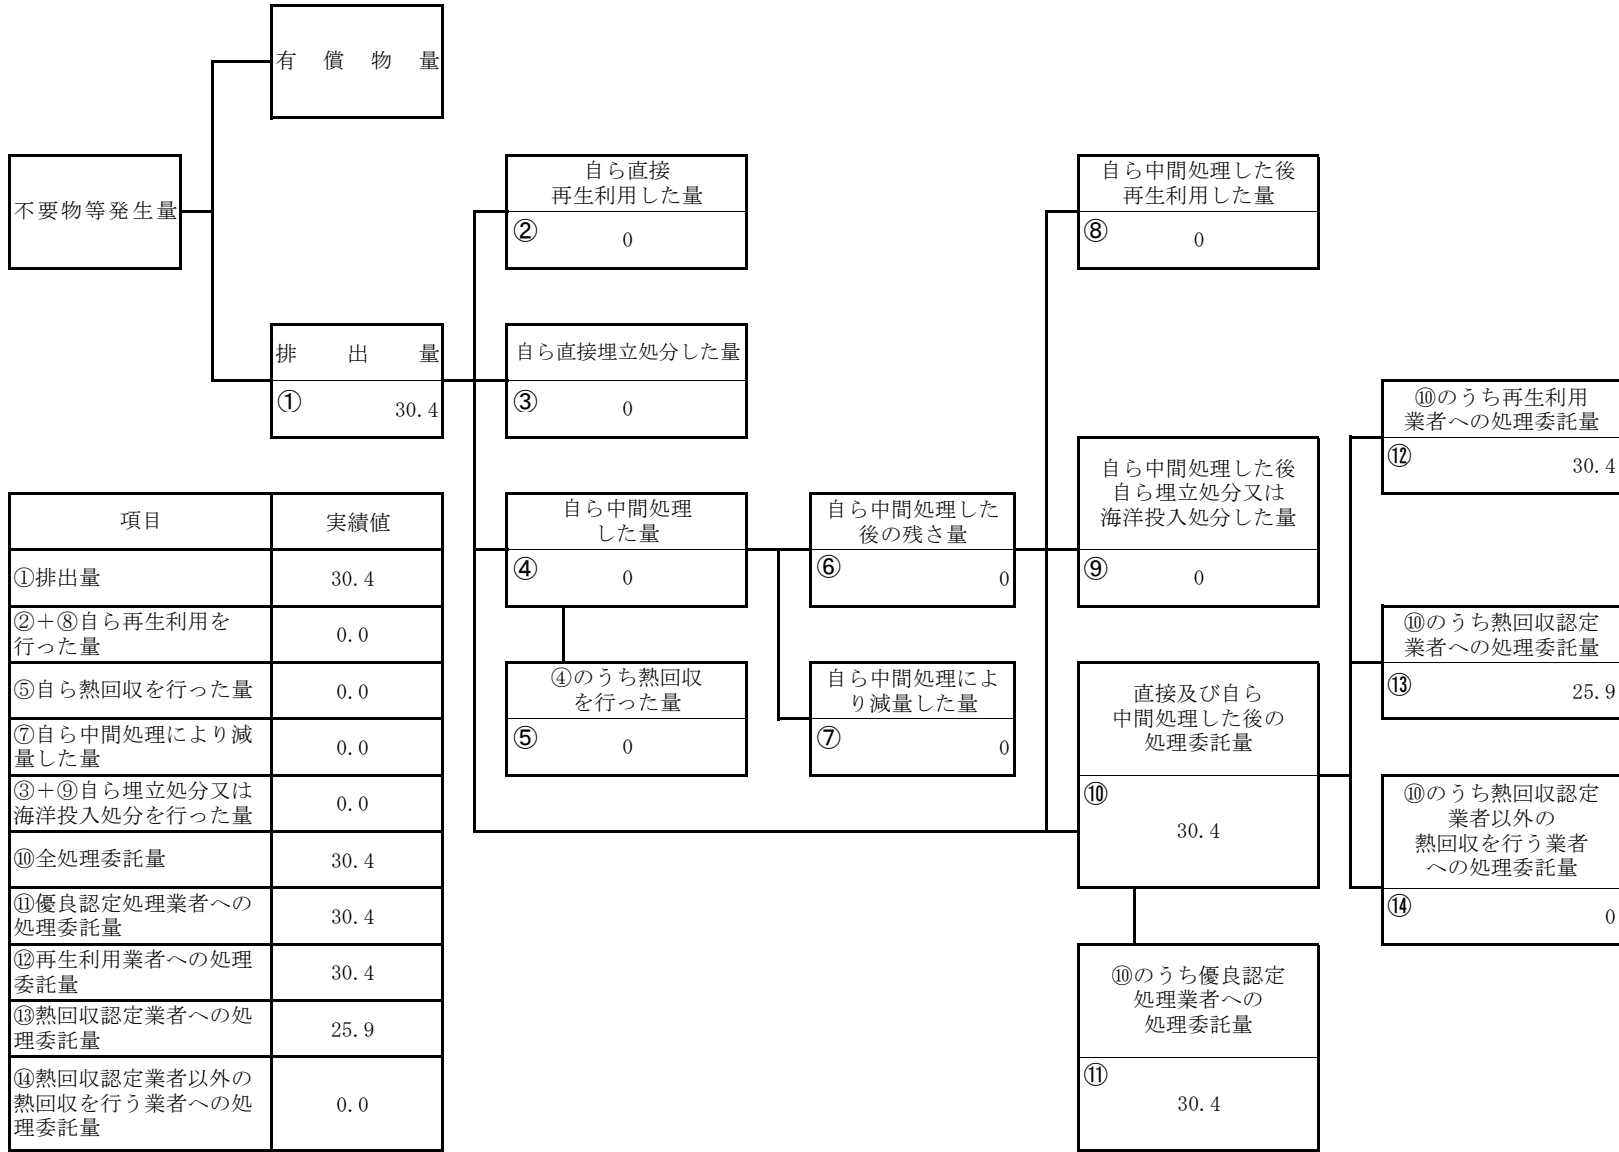 有償物量
不要物等発生量
排出量
①
30.4
自ら直接
再生利用した量
②
0
自ら直接埋立処分した量
③
0
自ら中間処理
した量
④
0
④のうち熱回収
を行った量
⑤
0
自ら中間処理した
後の残さ量
⑥
0
自ら中間処理によ
り減量した量
⑦
0
自ら中間処理した後
再生利用した量
⑧
0
自ら中間処理した後
自ら埋立処分又は
海洋投入処分した量
⑨
0
直接及び自ら
中間処理した後の
処理委託量
⑩
30.4
⑩のうち優良認定
処理業者への
処理委託量
⑪
30.4
⑩のうち再生利用
業者への処理委託量
⑫
30.4
⑩のうち熱回収認定
業者への処理委託量
⑬
25.9
⑩のうち熱回収認定
業者以外の
熱回収を行う業者
への処理委託量
⑭
0
項目 実績値
①排出量 30.4
②+⑧自ら再生利用を
行った量 0.0
⑤自ら熱回収を行った量 0.0
⑦自ら中間処理により減
量した量 0.0
③+⑨自ら埋立処分又は
海洋投入処分を行った量 0.0
⑩全処理委託量 30.4
⑪優良認定処理業者への
処理委託量 30.4
⑫再生利用業者への処理
委託量 30.4
⑬熱回収認定業者への処
理委託量 25.9
⑭熱回収認定業者以外の
熱回収を行う業者への処
理委託量 0.0